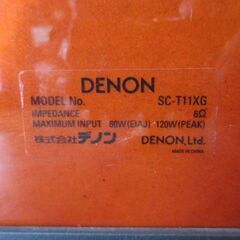 DENON
MODEL No. SC-T11XG
IMPEDANCE 6Ω
MAXIMUM INPUT 60W(EIAJ) 120W(PEAK)
株式会社デノン DENON, Ltd.
MADE IN CHINA